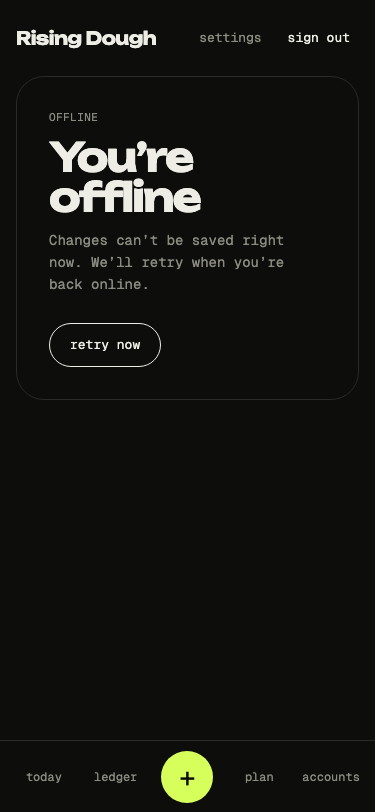 Rising Dough
settings
sign out
OFFLINE
You’re
offline
Changes can’t be saved right
now. We’ll retry when you’re
back online.
retry now
today
ledger
+
plan
accounts